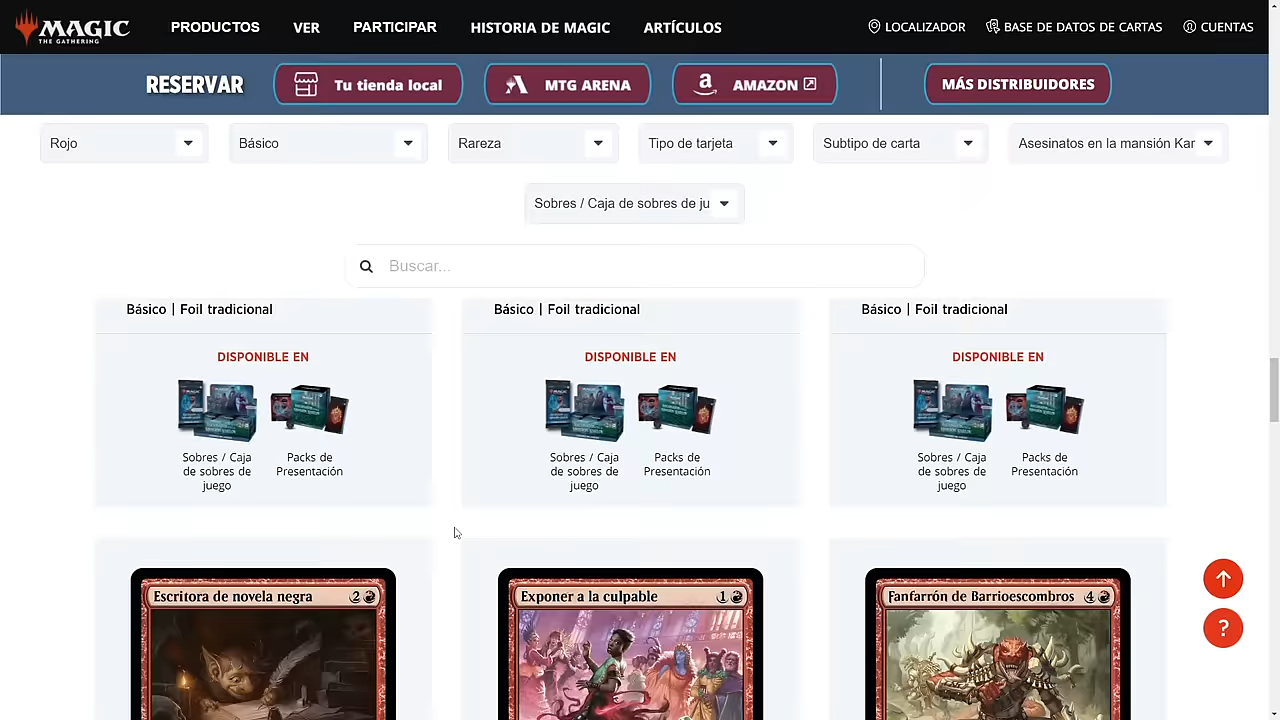 MAGIC
THE GATHERING
PRODUCTOS
VER
PARTICIPAR
HISTORIA DE MAGIC
ARTÍCULOS
LOCALIZADOR
BASE DE DATOS DE CARTAS
CUENTAS
RESERVAR
Tu tienda local
MTG ARENA
AMAZON
MÁS DISTRIBUIDORES
Rojo
Básico
Rareza
Tipo de tarjeta
Subtipo de carta
Asesinatos en la mansión Kar
Sobres / Caja de sobres de ju
Buscar...
Básico | Foil tradicional
Básico | Foil tradicional
Básico | Foil tradicional
DISPONIBLE EN
DISPONIBLE EN
DISPONIBLE EN
Sobres / Caja
de sobres de
juego
Packs de
Presentación
Sobres / Caja
de sobres de
juego
Packs de
Presentación
Sobres / Caja
de sobres de
juego
Packs de
Presentación
Escritora de novela negra 2
Exponer a la culpable 1
Fanfarrón de Barrioescombros 4
?